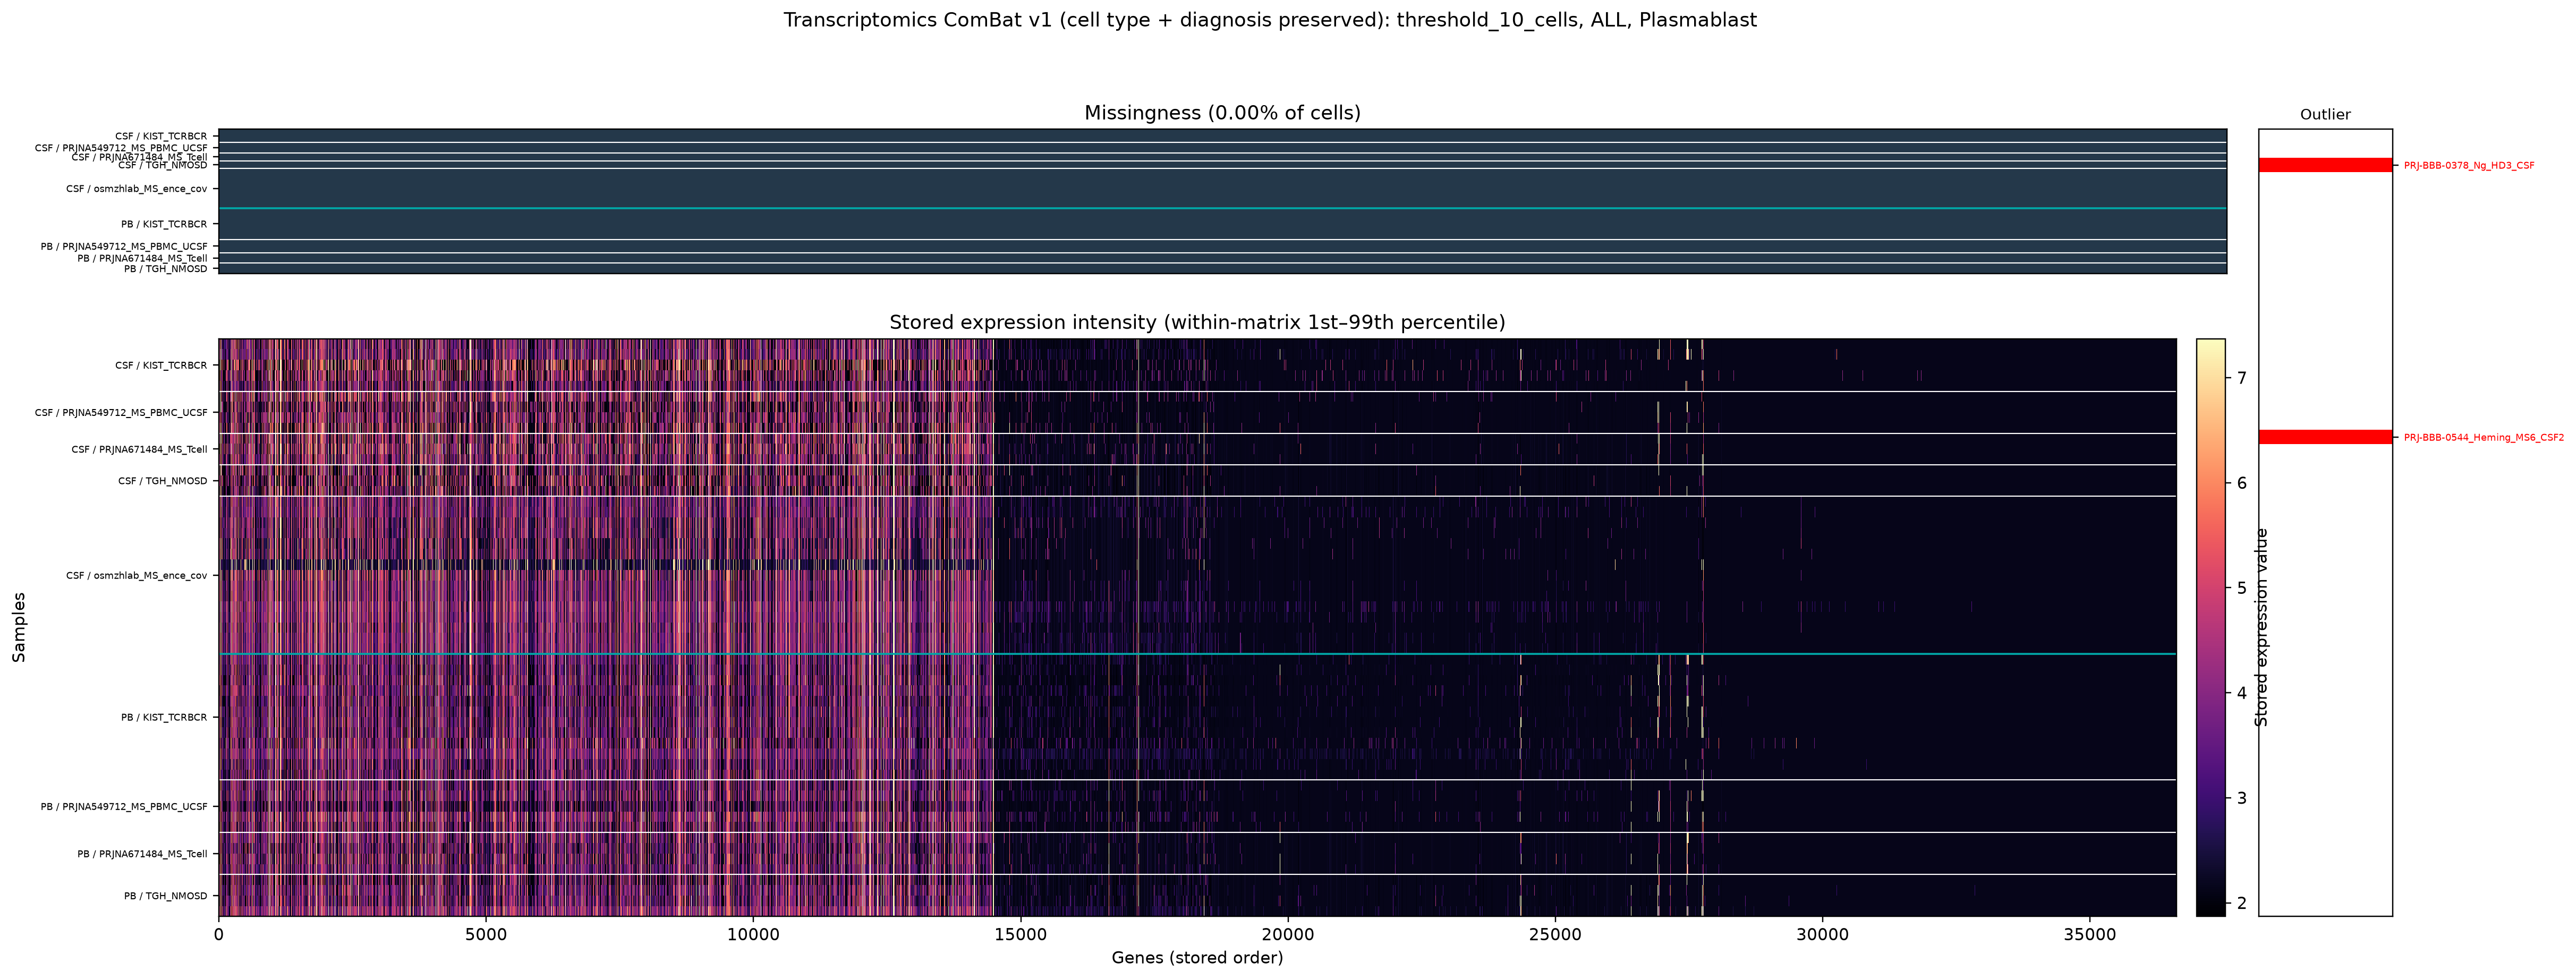 Transcriptomics ComBat v1 (cell type + diagnosis preserved): threshold_10_cells, ALL, Plasmablast
Missingness (0.00% of cells)
Outlier
CSF / KIST_TCRBCR
CSF / PRJNA549712_MS_PBMC_UCSF
CSF / PRJNA671484_MS_Tcell
CSF / TGH_NMOSD
CSF / osmzhlab_MS_ence_cov
PB / KIST_TCRBCR
PB / PRJNA549712_MS_PBMC_UCSF
PB / PRJNA671484_MS_Tcell
PB / TGH_NMOSD
PRJ-BBB-0378_Ng_HD3_CSF
PRJ-BBB-0544_Heming_MS6_CSF2
Stored expression intensity (within-matrix 1st–99th percentile)
Samples
CSF / KIST_TCRBCR
CSF / PRJNA549712_MS_PBMC_UCSF
CSF / PRJNA671484_MS_Tcell
CSF / TGH_NMOSD
CSF / osmzhlab_MS_ence_cov
PB / KIST_TCRBCR
PB / PRJNA549712_MS_PBMC_UCSF
PB / PRJNA671484_MS_Tcell
PB / TGH_NMOSD
7
6
5
4
3
2
Stored expression value
0 5000 10000 15000 20000 25000 30000 35000
Genes (stored order)